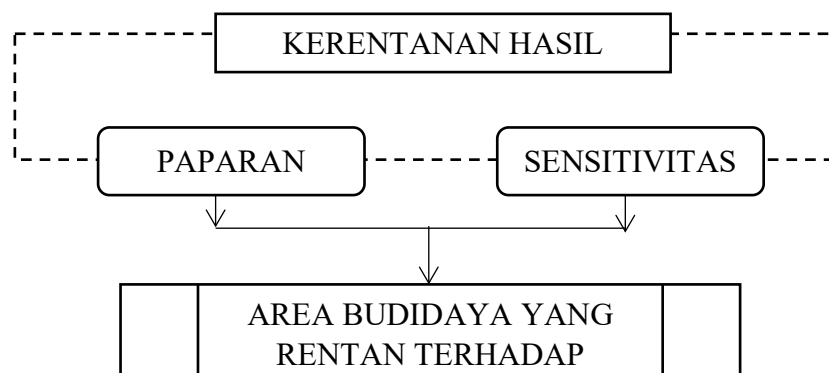 KERENTANAN HASIL
PAPARAN
SENSITIVITAS
AREA BUDIDAYA YANG
RENTAN TERHADAP